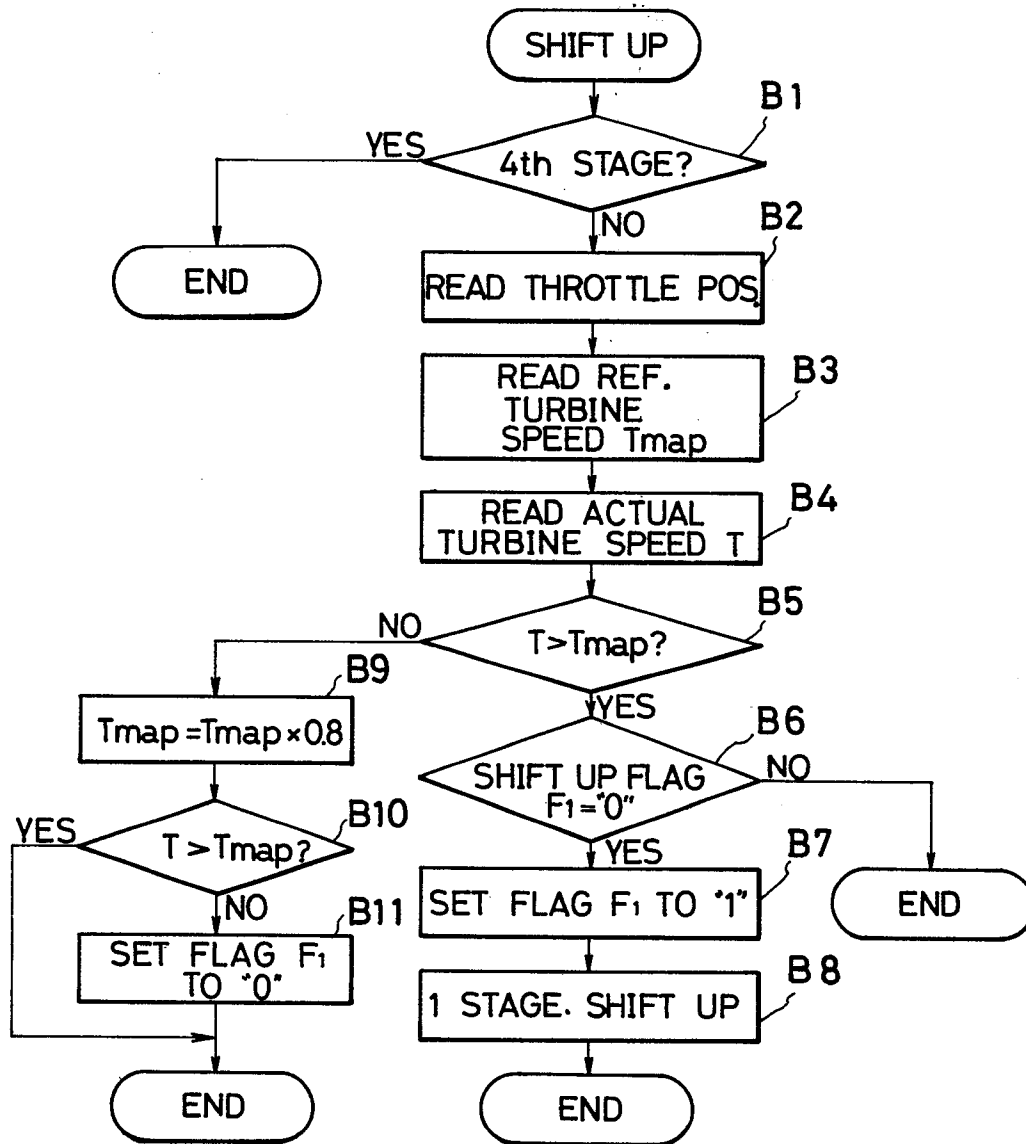 SHIFT UP
B1
YES
4th STAGE?
NO
B2
END
READ THROTTLE POS.
B3
READ REF.
TURBINE
SPEED Tmap
B4
READ ACTUAL
TURBINE SPEED T
B5
NO
T>Tmap?
B9
YES
Tmap=Tmap×0.8
B6
SHIFT UP FLAG
F1="0"
NO
B10
YES
T>Tmap?
YES
B7
NO
B11
SET FLAG F1 TO "1"
END
SET FLAG F1
TO "0"
B8
1 STAGE. SHIFT UP
END
END